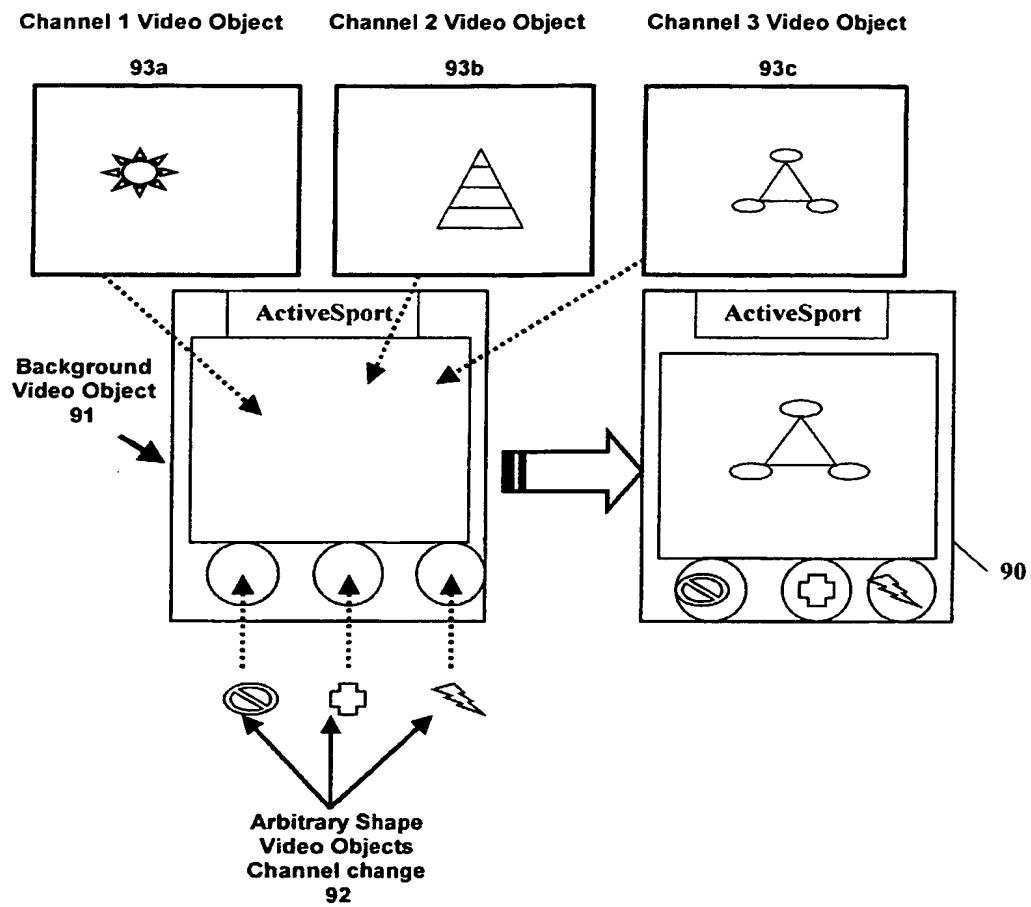 Channel 1 Video Object
93a
Channel 2 Video Object
93b
Channel 3 Video Object
93c
ActiveSport
ActiveSport
Background
Video Object
91
90
Arbitrary Shape
Video Objects
Channel change
92